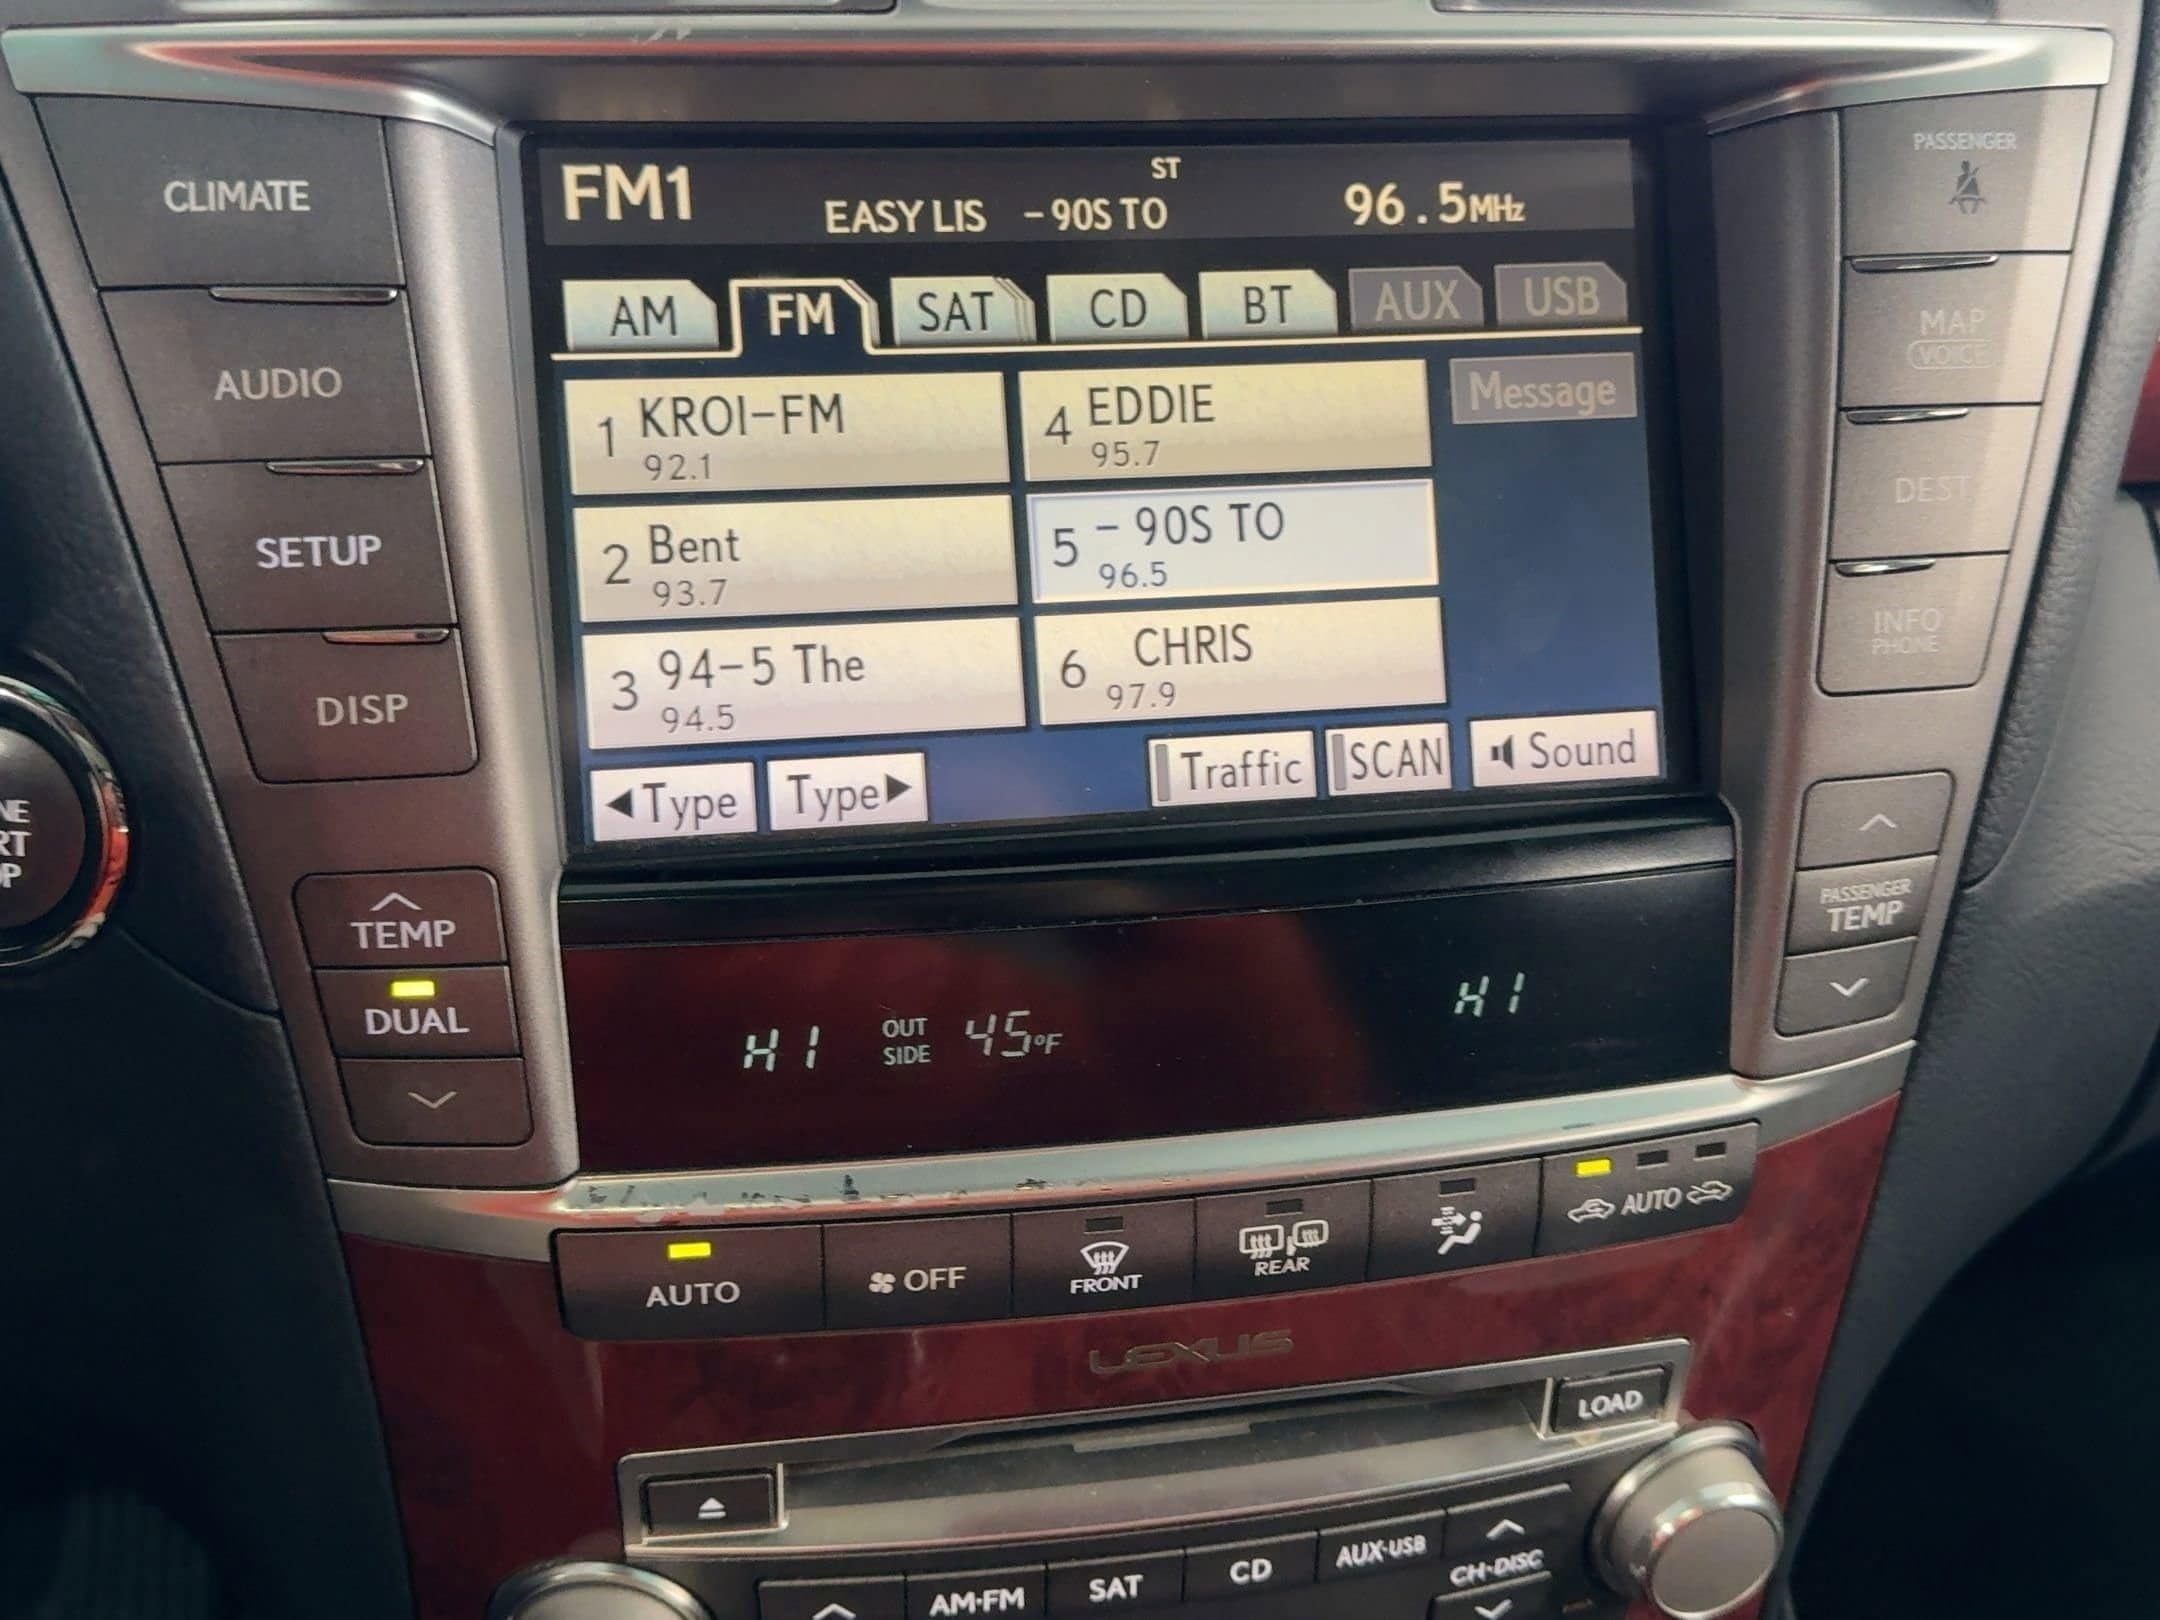 CLIMATE
AUDIO
SETUP
DISP
TEMP
DUAL
FM1
ST
EASY LIS - 90S TO
96.5MHz
AM FM SAT CD BT AUX USB
1 KROI-FM
92.1
4 EDDIE
95.7
Message
2 Bent
93.7
5 - 90S TO
96.5
3 94-5 The
94.5
6 CHRIS
97.9
◀Type Type▶ Traffic SCAN Sound
PASSENGER
MAP
VOICE
DEST
INFO
PHONE
PASSENGER
TEMP
HI OUT
SIDE 45°F HI
AUTO
OFF
FRONT
REAR
AUTO
LEXUS
LOAD
AM·FM SAT CD AUX·USB CH·DISC